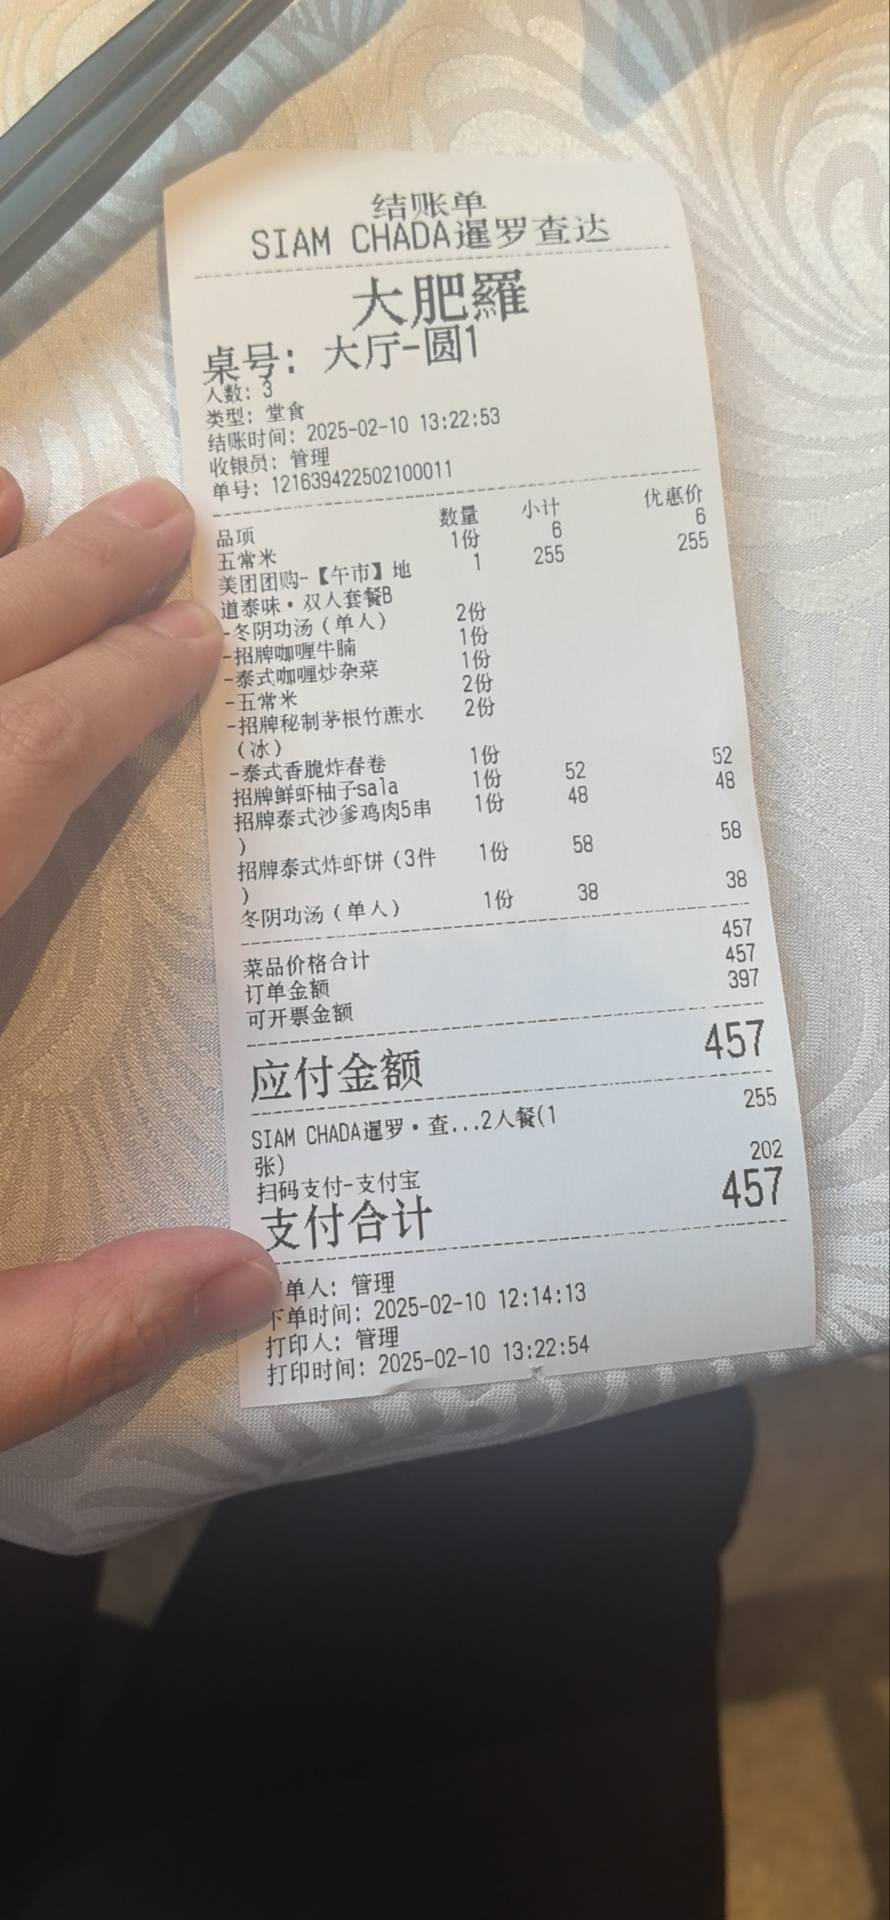 结账单
SIAM CHADA暹罗查达
大肥羅
桌号: 大厅-圆1
人数: 3
类型: 堂食
结账时间: 2025-02-10 13:22:53
收银员: 管理
单号: 121639422502100011
品项 数量 小计 优惠价
五常米 1份 6 6
美团团购-【午市】地 1 255 255
道泰味·双人套餐B
-冬阴功汤（单人） 2份
-招牌咖喱牛腩 1份
-泰式咖喱炒杂菜 1份
-五常米 2份
-招牌秘制茅根竹蔗水 2份
（冰）
-泰式香脆炸春卷 1份
招牌鲜虾柚子sala 1份 52 52
招牌泰式沙爹鸡肉5串 1份 48 48
）
招牌泰式炸虾饼（3件 1份 58 58
）
冬阴功汤（单人） 1份 38 38
菜品价格合计 457
订单金额 457
可开票金额 397
应付金额 457
SIAM CHADA暹罗·查...2人餐(1 255
张)
扫码支付-支付宝 202
支付合计 457
单人: 管理
下单时间: 2025-02-10 12:14:13
打印人: 管理
打印时间: 2025-02-10 13:22:54